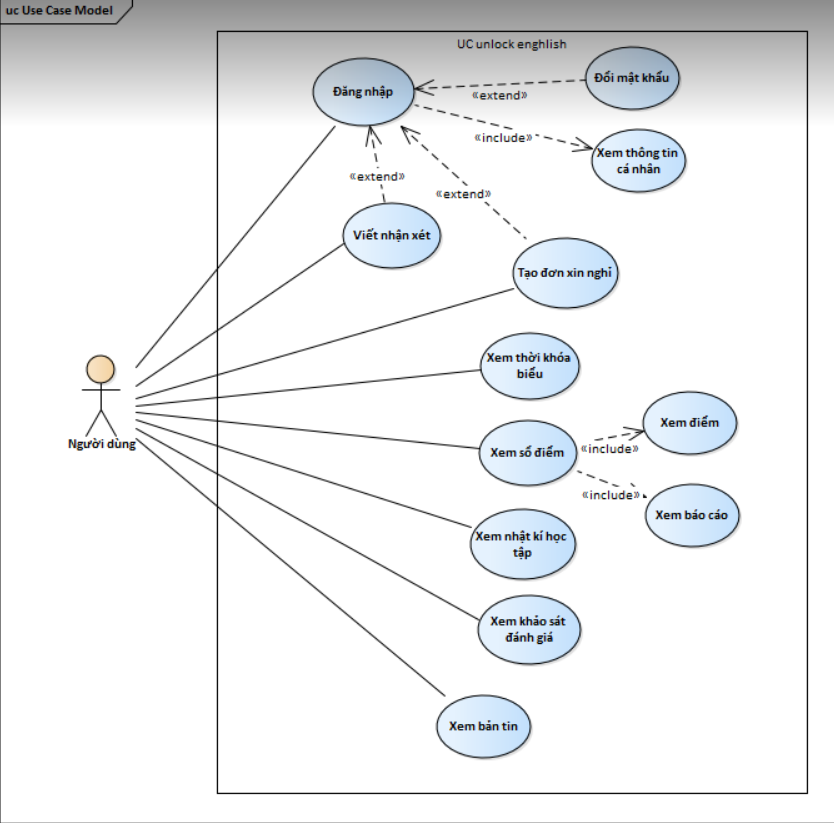 uc Use Case Model
UC unlock enghlish
Đăng nhập
Đổi mật khẩu
«extend»
«include»
Xem thông tin
cá nhân
«extend»
«extend»
Viết nhận xét
Tạo đơn xin nghỉ
Xem thời khóa
biểu
Xem điểm
Xem sổ điểm
«include»
«include»
Xem báo cáo
Người dùng
Xem nhật kí học
tập
Xem khảo sát
đánh giá
Xem bản tin